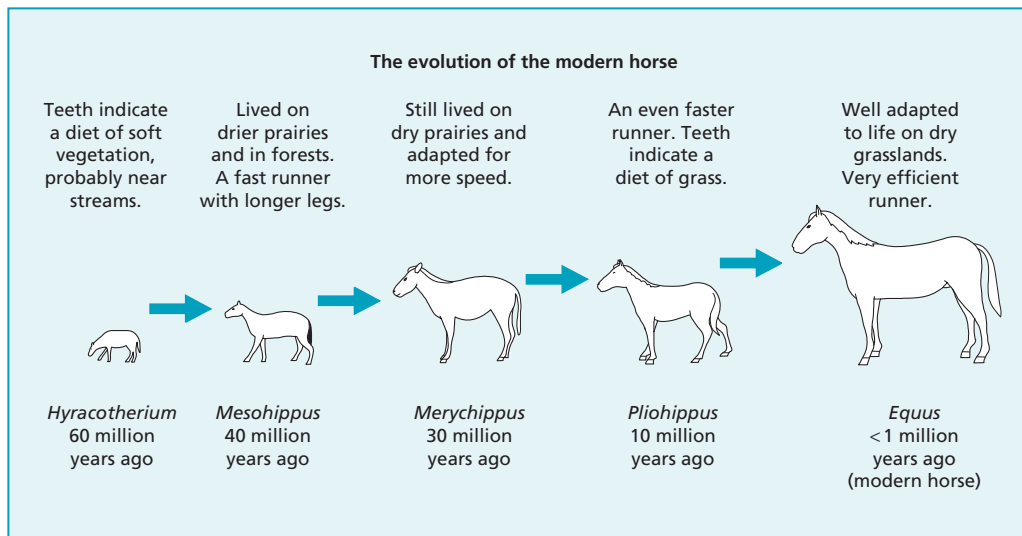 The evolution of the modern horse
Teeth indicate
a diet of soft
vegetation,
probably near
streams.
Lived on
drier prairies
and in forests.
A fast runner
with longer legs.
Still lived on
dry prairies and
adapted for
more speed.
An even faster
runner. Teeth
indicate a
diet of grass.
Well adapted
to life on dry
grasslands.
Very efficient
runner.
Hyracotherium
60 million
years ago
Mesohippus
40 million
years ago
Merychippus
30 million
years ago
Pliohippus
10 million
years ago
Equus
<1 million
years ago
(modern horse)